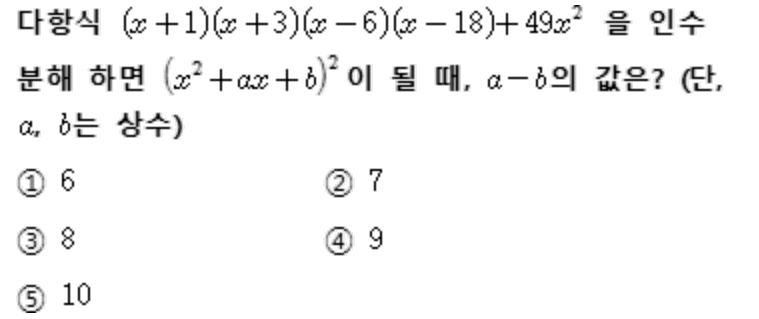 다항식 (x+1)(x+3)(x-6)(x-18)+49x² 을 인수
분해 하면 (x²+ax+b)² 이 될 때, a-b의 값은? (단,
a, b는 상수)
① 6 ② 7
③ 8 ④ 9
⑤ 10